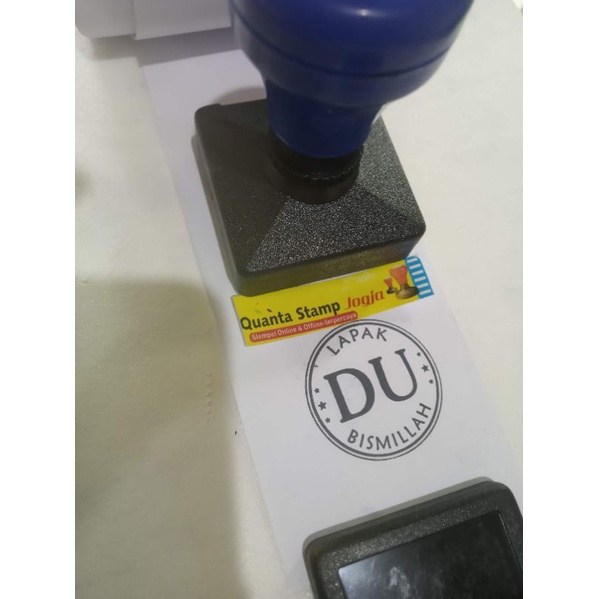 Quanta Stamp Jogja
Stempel Online & Offline terpercaya
LAPAK
DU
BISMILLAH